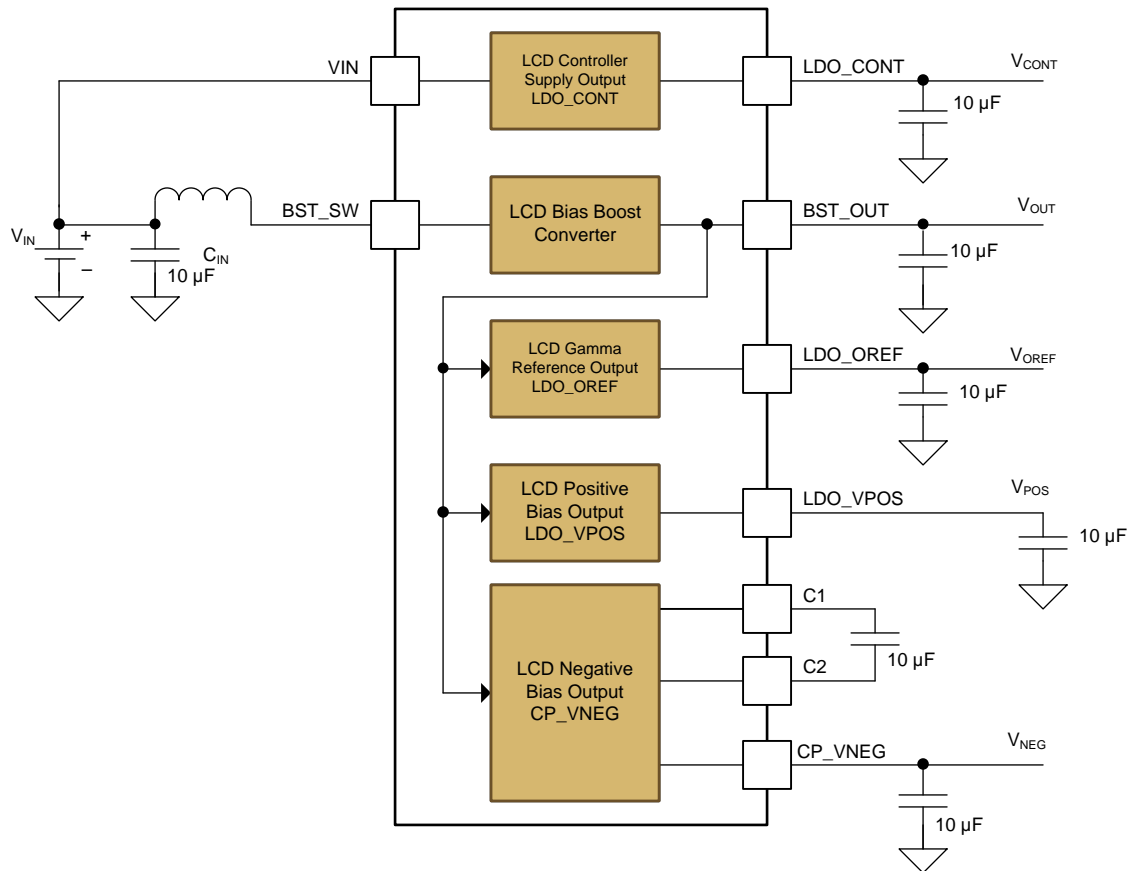 LCD Controller
Supply Output
LDO_CONT
VIN
LDO_CONT
VCONT
10 µF
BST_SW
LCD Bias Boost
Converter
BST_OUT
VOUT
10 µF
VIN
+
–
CIN
10 µF
LCD Gamma
Reference Output
LDO_OREF
LDO_OREF
VOREF
10 µF
LCD Positive
Bias Output
LDO_VPOS
LDO_VPOS
VPOS
10 µF
LCD Negative
Bias Output
CP_VNEG
C1
10 µF
C2
CP_VNEG
VNEG
10 µF